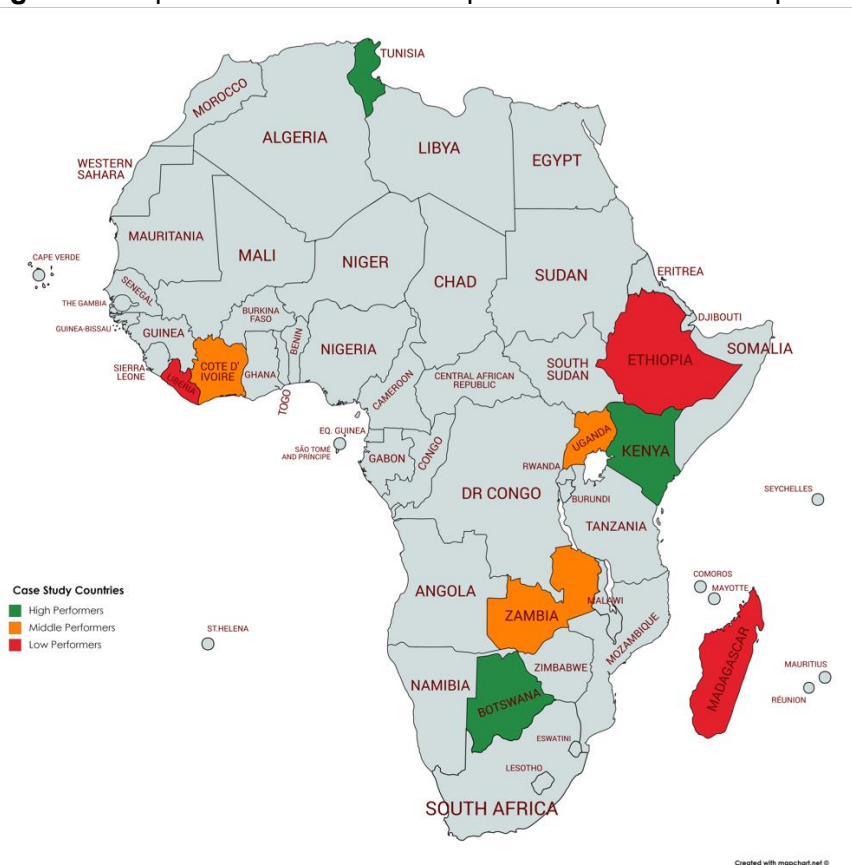 TUNISIA
MOROCCO
ALGERIA
LIBYA
EGYPT
WESTERN
SAHARA
MAURITANIA
MALI
NIGER
CHAD
SUDAN
ERITREA
CAPE VERDE
SENEGAL
THE GAMBIA
GUINEA-BISSAU
GUINEA
BURKINA
FASO
BENIN
NIGERIA
DJIBOUTI
SOMALIA
ETHIOPIA
SOUTH
SUDAN
CENTRAL AFRICAN
REPUBLIC
CAMEROON
SIERRA
LEONE
LIBERIA
COTE D'
IVOIRE
GHANA
TOGO
EQ. GUINEA
SÃO TOMÉ
AND PRÍNCIPE
GABON
CONGO
UGANDA
KENYA
RWANDA
DR CONGO
BURUNDI
TANZANIA
SEYCHELLES
COMOROS
MAYOTTE
ANGOLA
ZAMBIA
MALAWI
MOZAMBIQUE
MADAGASCAR
MAURITIUS
RÉUNION
Case Study Countries
High Performers
Middle Performers
Low Performers
ST.HELENA
NAMIBIA
BOTSWANA
ZIMBABWE
ESWATINI
LESOTHO
SOUTH AFRICA
Created with mapchart.net ©